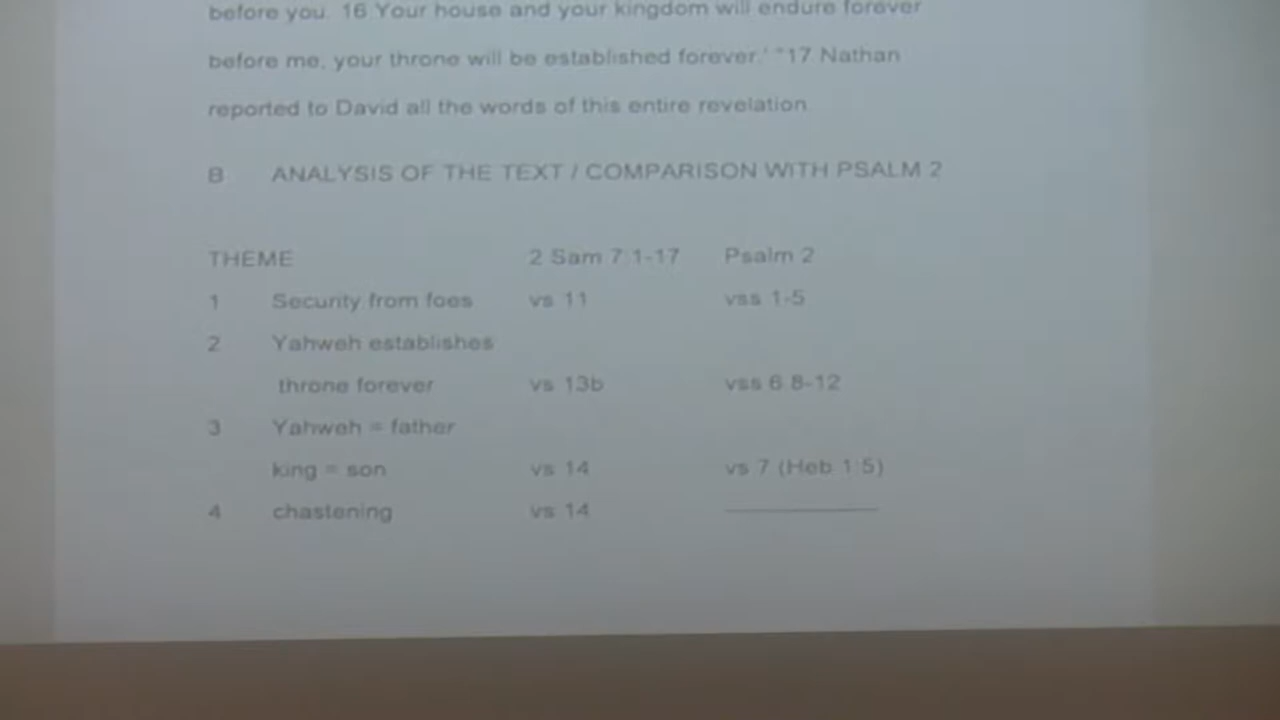 before you. 16 Your house and your kingdom will endure forever
before me, your throne will be established forever.' "17 Nathan
reported to David all the words of this entire revelation
B ANALYSIS OF THE TEXT / COMPARISON WITH PSALM 2
THEME 2 Sam 7:1-17 Psalm 2
1 Security from foes vs 11 vss 1-5
2 Yahweh establishes
throne forever vs 13b vss 6.8-12
3 Yahweh = father
king = son vs 14 vs 7 (Heb 1:5)
4 chastening vs 14